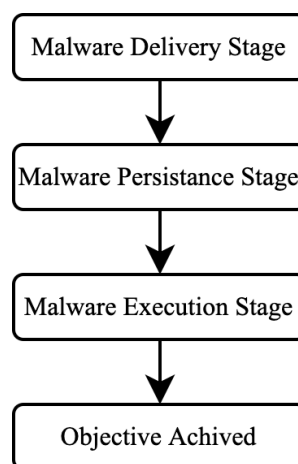 Malware Delivery Stage
Malware Persistance Stage
Malware Execution Stage
Objective Achived